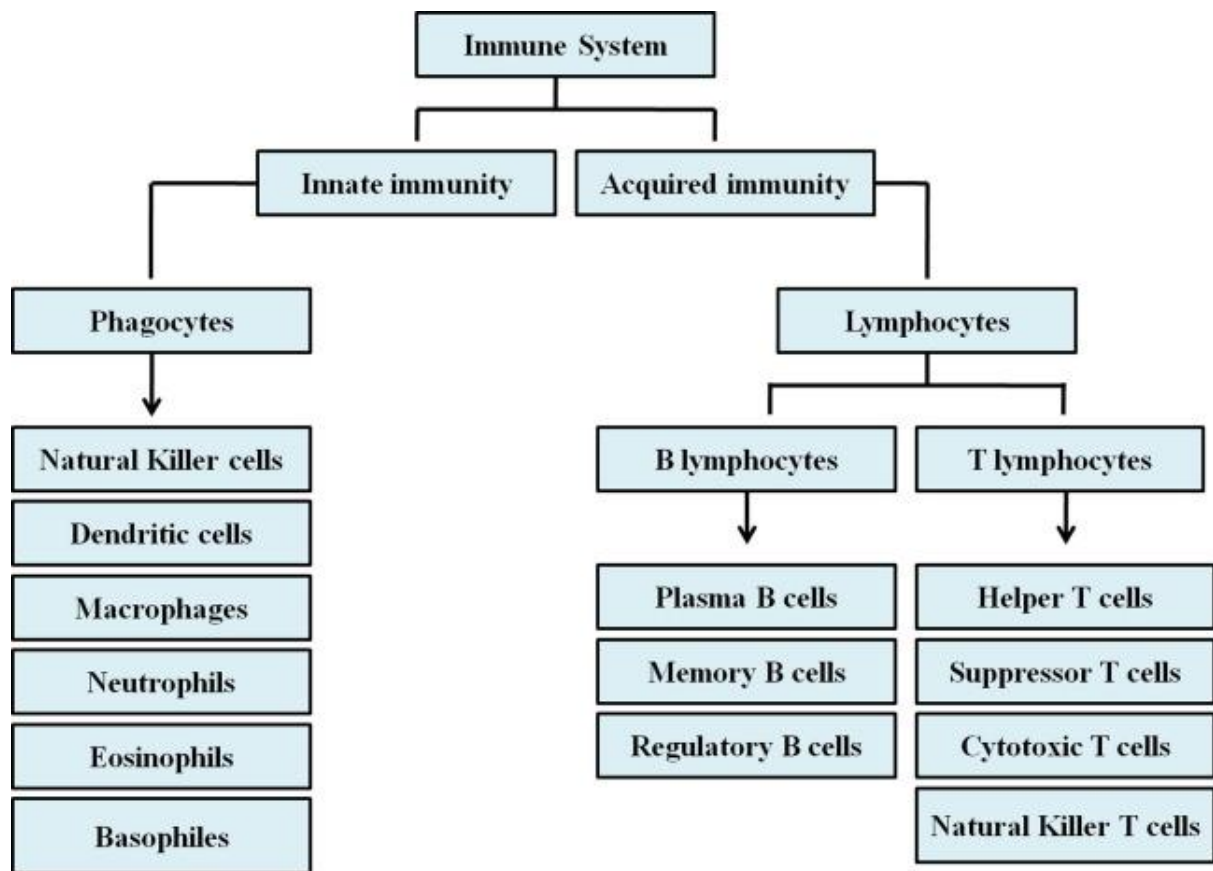 Immune System
Innate immunity
Acquired immunity
Phagocytes
Lymphocytes
Natural Killer cells
Dendritic cells
Macrophages
Neutrophils
Eosinophils
Basophiles
B lymphocytes
T lymphocytes
Plasma B cells
Memory B cells
Regulatory B cells
Helper T cells
Suppressor T cells
Cytotoxic T cells
Natural Killer T cells